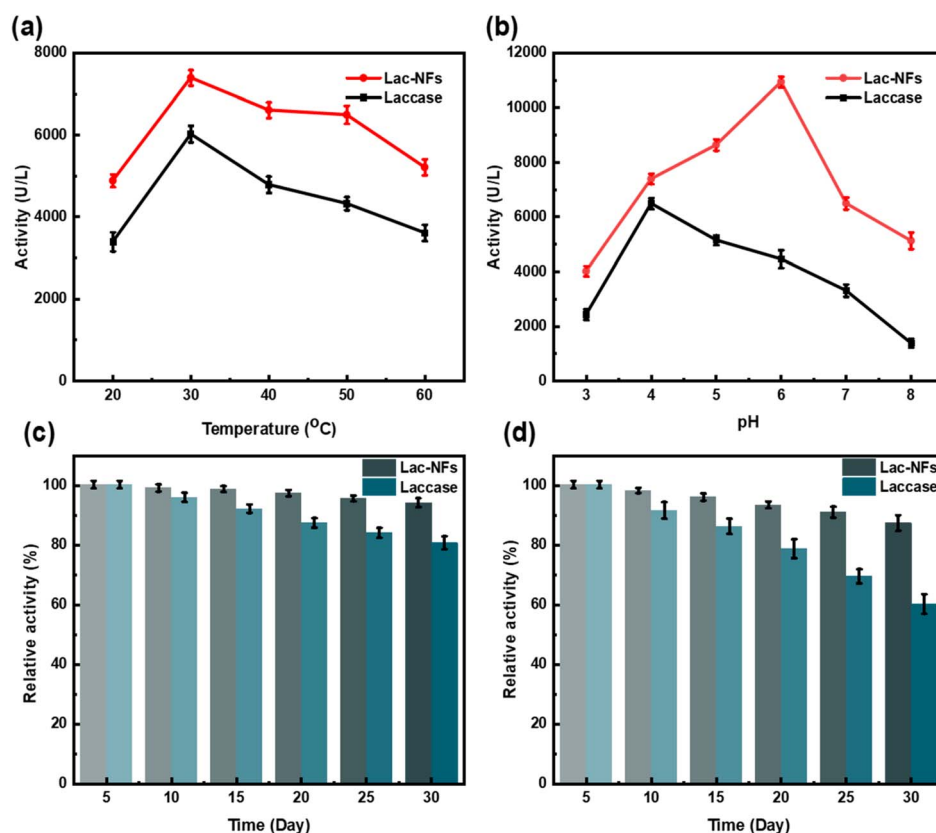 (a)
8000
6000
4000
2000
0
Activity (U/L)
Lac-NFs
Laccase
20 30 40 50 60
Temperature (⁰C)
(b)
12000
10000
8000
6000
4000
2000
0
Activity (U/L)
Lac-NFs
Laccase
3 4 5 6 7 8
pH
(c)
100
80
60
40
20
0
Relative activity (%)
Lac-NFs
Laccase
5 10 15 20 25 30
Time (Day)
(d)
100
80
60
40
20
0
Relative activity (%)
Lac-NFs
Laccase
5 10 15 20 25 30
Time (Day)